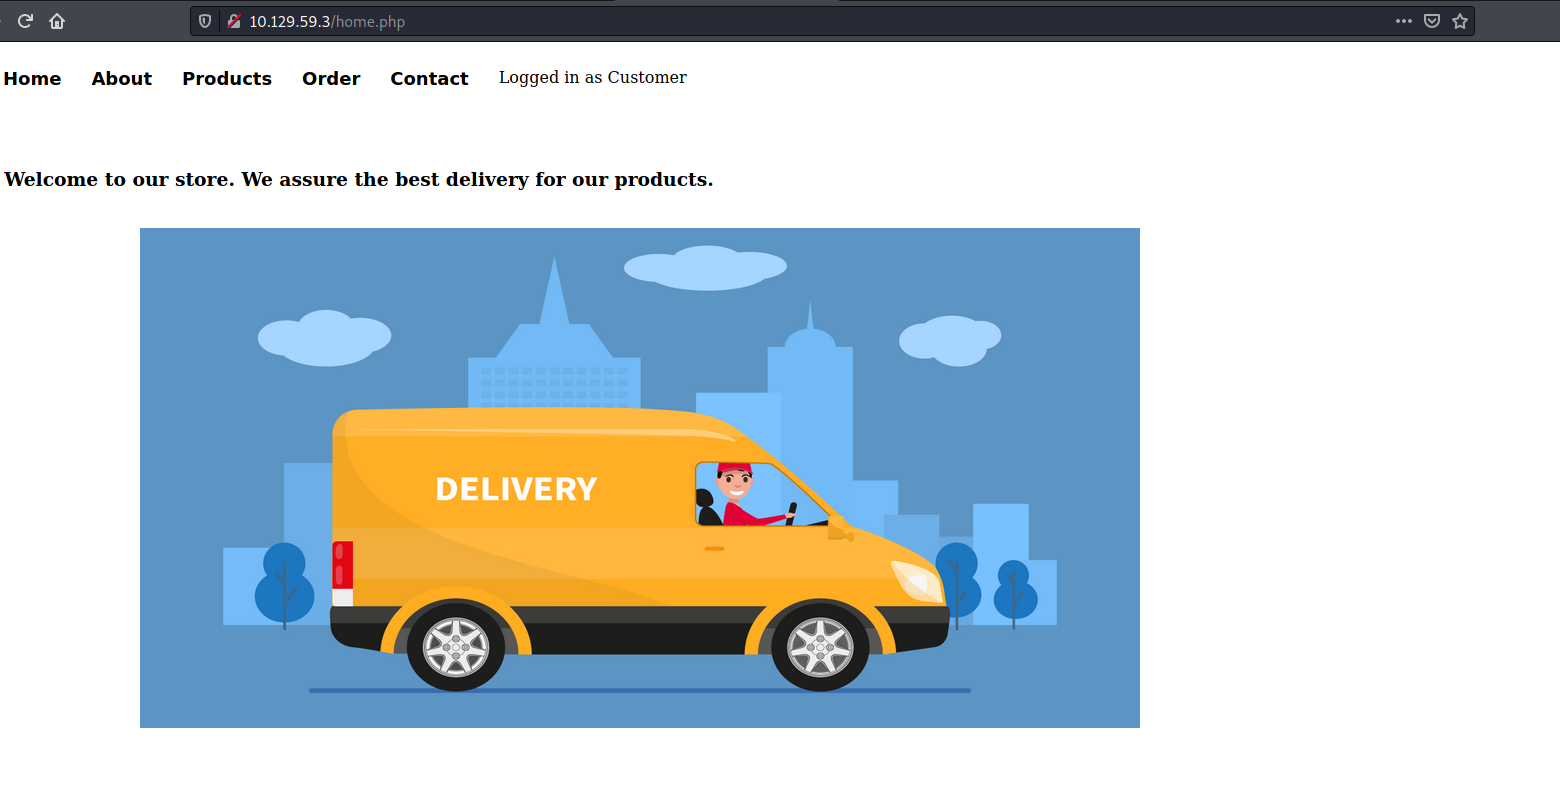 10.129.59.3/home.php
Home About Products Order Contact Logged in as Customer
Welcome to our store. We assure the best delivery for our products.
DELIVERY